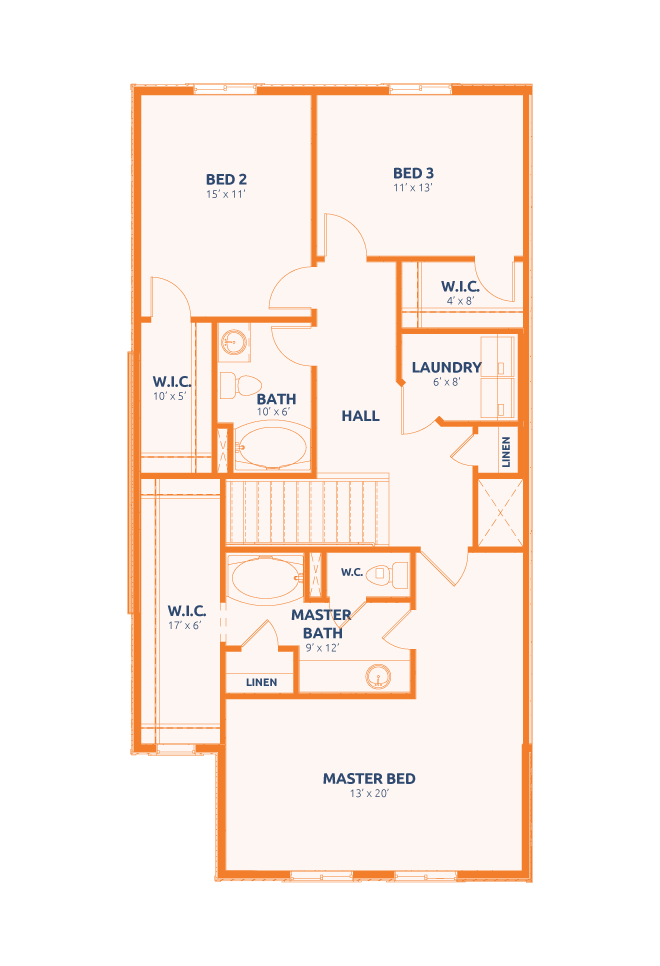 BED 2
15’ x 11’
BED 3
11’ x 13’
W.I.C.
4’ x 8’
W.I.C.
10’ x 5’
LAUNDRY
6’ x 8’
BATH
10’ x 6’
HALL
LINEN
W.C.
W.I.C.
17’ x 6’
MASTER
BATH
9’ x 12’
LINEN
MASTER BED
13’ x 20’